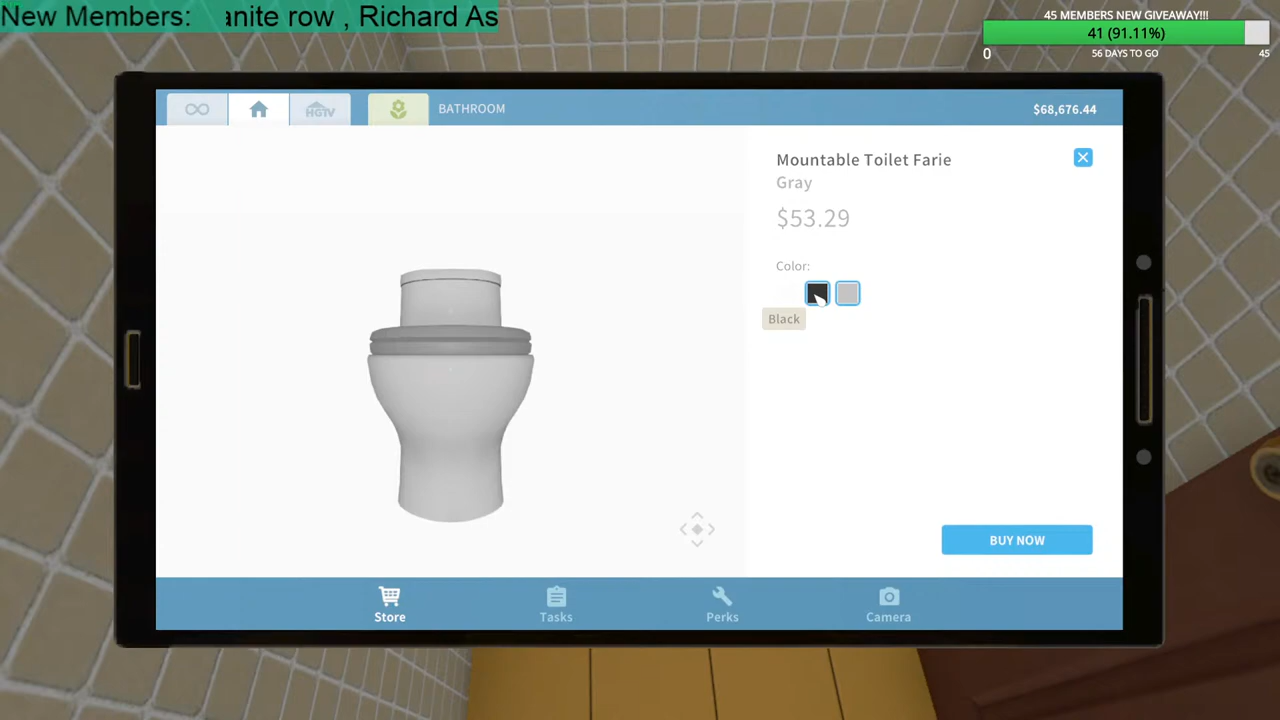 New Members: anite row , Richard As
45 MEMBERS NEW GIVEAWAY!!!
41 (91.11%)
0 56 DAYS TO GO 45
HGTV BATHROOM $68,676.44
Mountable Toilet Farie
Gray
$53.29
Color:
Black
BUY NOW
Store Tasks Perks Camera